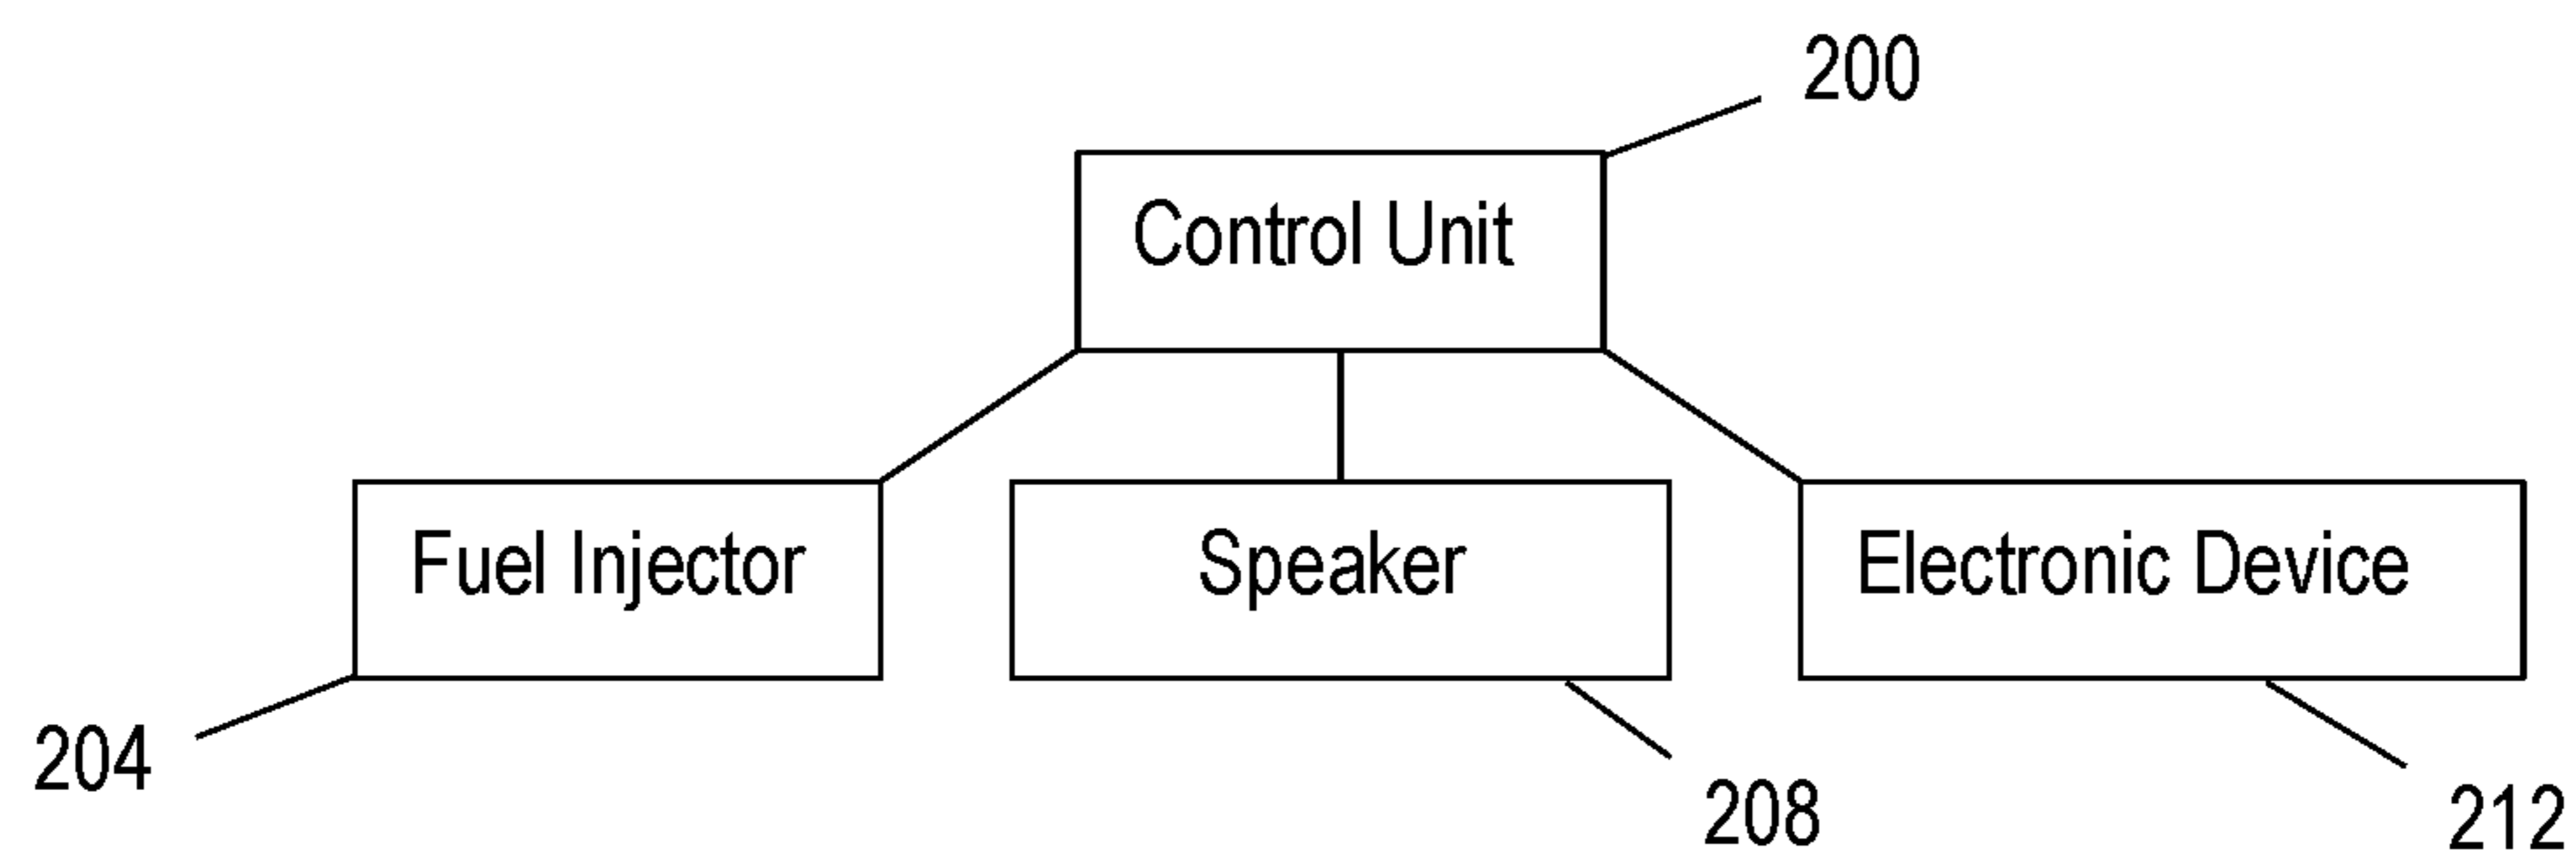 200
Control Unit
Fuel Injector
Speaker
Electronic Device
204
208
212